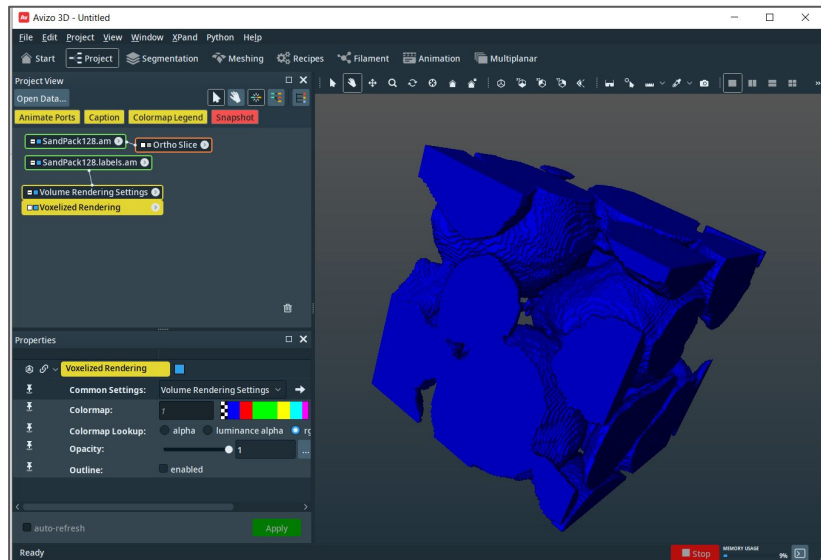 Avizo 3D - Untitled
File Edit Project View Window XPand Python Help
Start Project Segmentation Meshing Recipes Filament Animation Multiplanar
Project View
Open Data...
Animate Ports Caption Colormap Legend Snapshot
SandPack128.am Ortho Slice
SandPack128.labels.am
Volume Rendering Settings
Voxelized Rendering
Properties
Voxelized Rendering
Common Settings: Volume Rendering Settings
Colormap: 1
Colormap Lookup: alpha luminance alpha rg
Opacity: 1 ...
Outline: enabled
auto-refresh Apply
Ready Stop MEMORY USAGE 9%